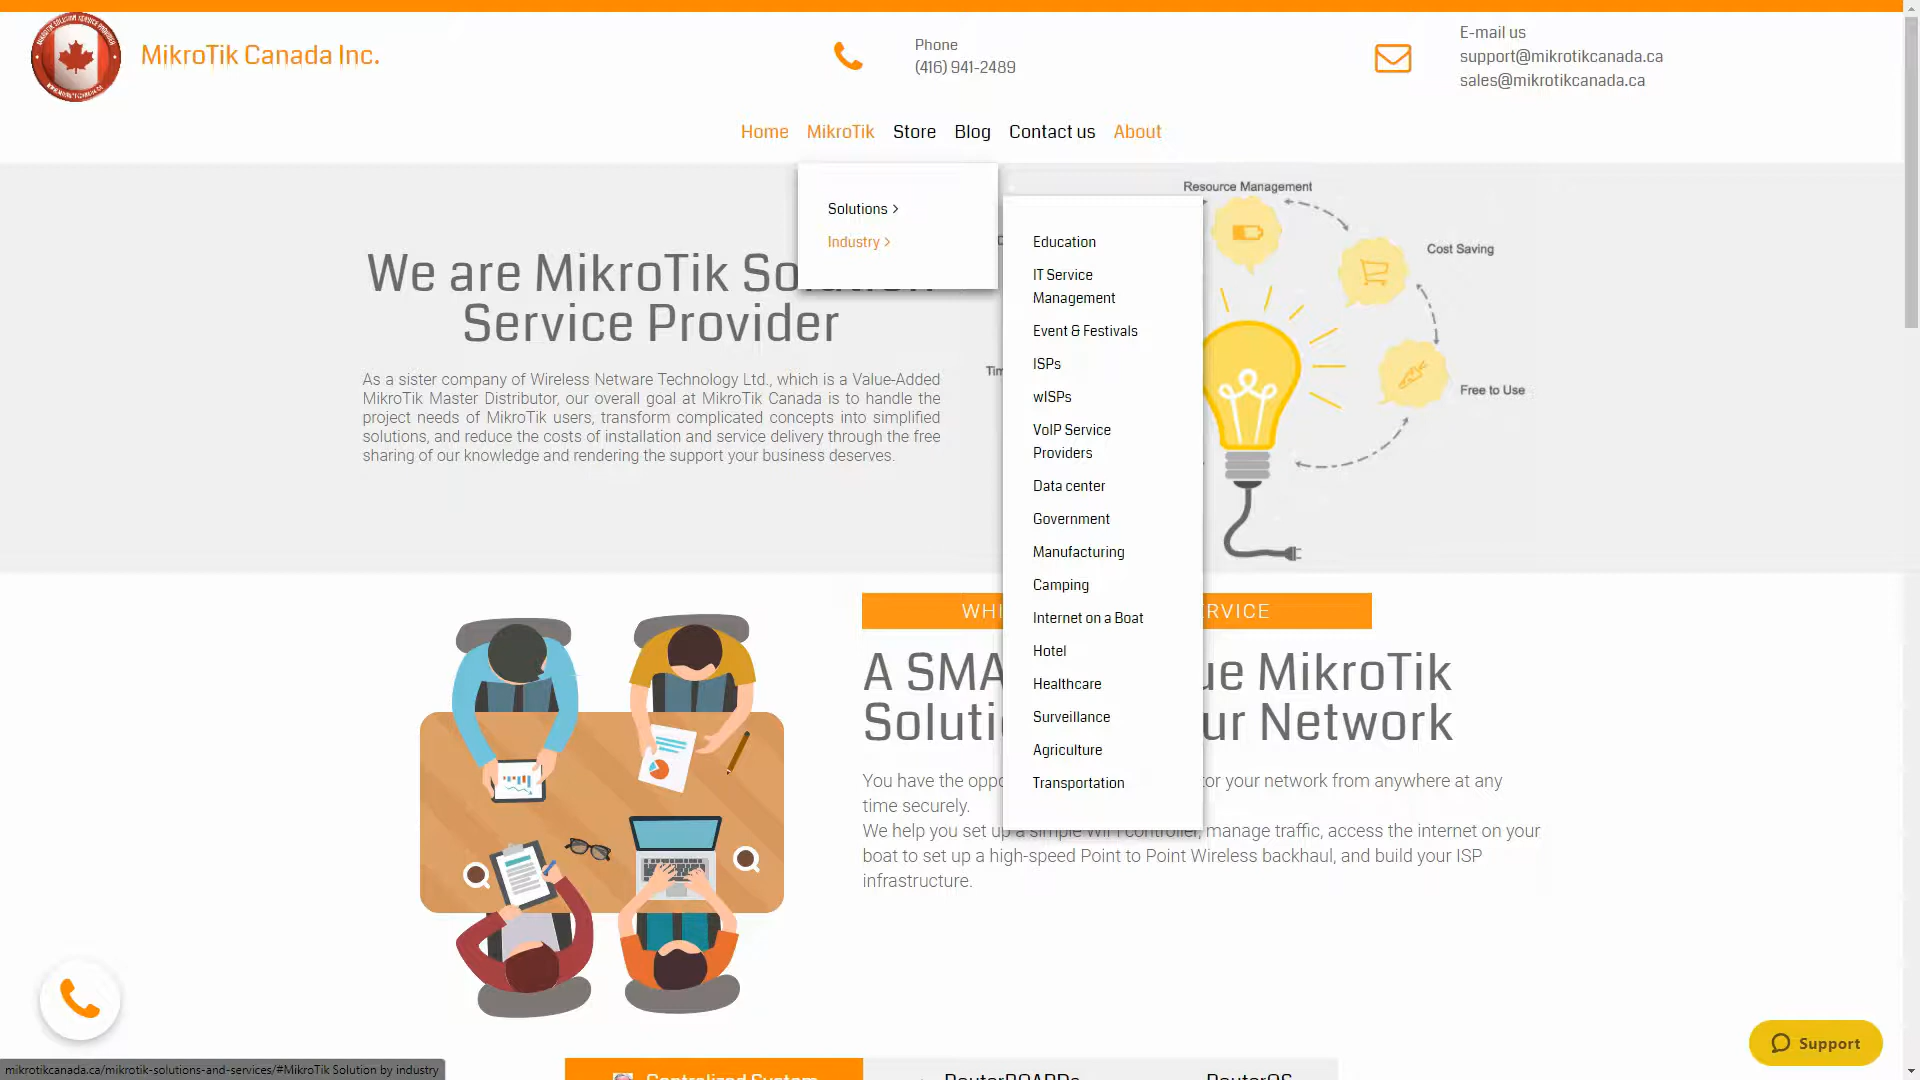 MikroTik Canada Inc.
Phone
(416) 941-2489
E-mail us
support@mikrotikcanada.ca
sales@mikrotikcanada.ca
Home MikroTik Store Blog Contact us About
Solutions >
Industry >
Education
IT Service
Management
Event & Festivals
ISPs
wISPs
VoIP Service
Providers
Data center
Government
Manufacturing
Camping
Internet on a Boat
Hotel
Healthcare
Surveillance
Agriculture
Transportation
Resource Management
Cost Saving
Free to Use
We are MikroTik
Service Provider
As a sister company of Wireless Netware Technology Ltd., which is a Value-Added
MikroTik Master Distributor, our overall goal at MikroTik Canada is to handle the
project needs of MikroTik users, transform complicated concepts into simplified
solutions, and reduce the costs of installation and service delivery through the free
sharing of our knowledge and rendering the support your business deserves.
A MikroTik
Network
You have the your network from anywhere at any
time securely.
We help you set up a simple WiFi controller, manage traffic, access the internet on your
boat to set up a high-speed Point to Point Wireless backhaul, and build your ISP
infrastructure.
Centralized System RouterBOARDs RouterOS
Support
mikrotikcanada.ca/mikrotik-solutions-and-services/#MikroTik Solution by industry